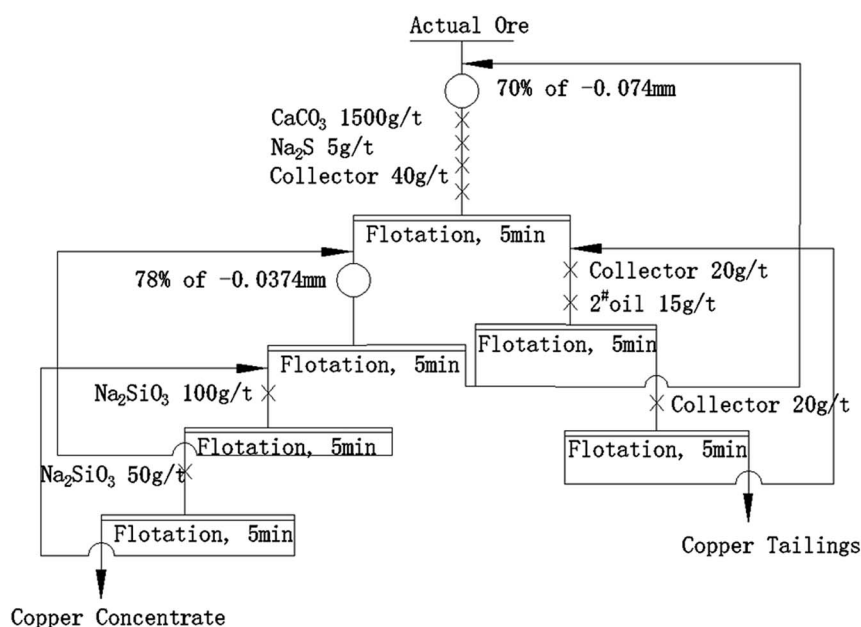 Actual Ore
70% of -0.074mm
CaCO₃ 1500g/t
Na₂S 5g/t
Collector 40g/t
Flotation, 5min
78% of -0.0374mm
Collector 20g/t
2#oil 15g/t
Flotation, 5min
Flotation, 5min
Na₂SiO₃ 100g/t
Collector 20g/t
Flotation, 5min
Flotation, 5min
Na₂SiO₃ 50g/t
Flotation, 5min
Copper Tailings
Copper Concentrate